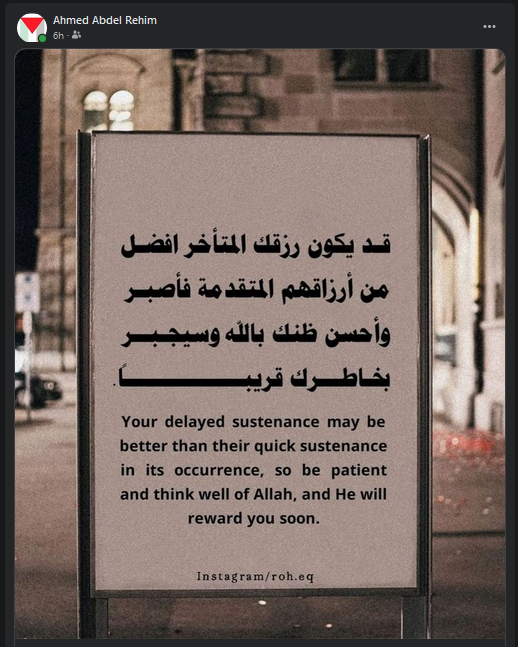 Ahmed Abdel Rehim
6h ·
قد يكون رزقك المتأخر افضل
من أرزاقهم المتقدمة فأصبر
وأحسن ظنك بالله وسيجبر
بخاطرك قريباً.
Your delayed sustenance may be
better than their quick sustenance
in its occurrence, so be patient
and think well of Allah, and He will
reward you soon.
Instagram/roh.eq